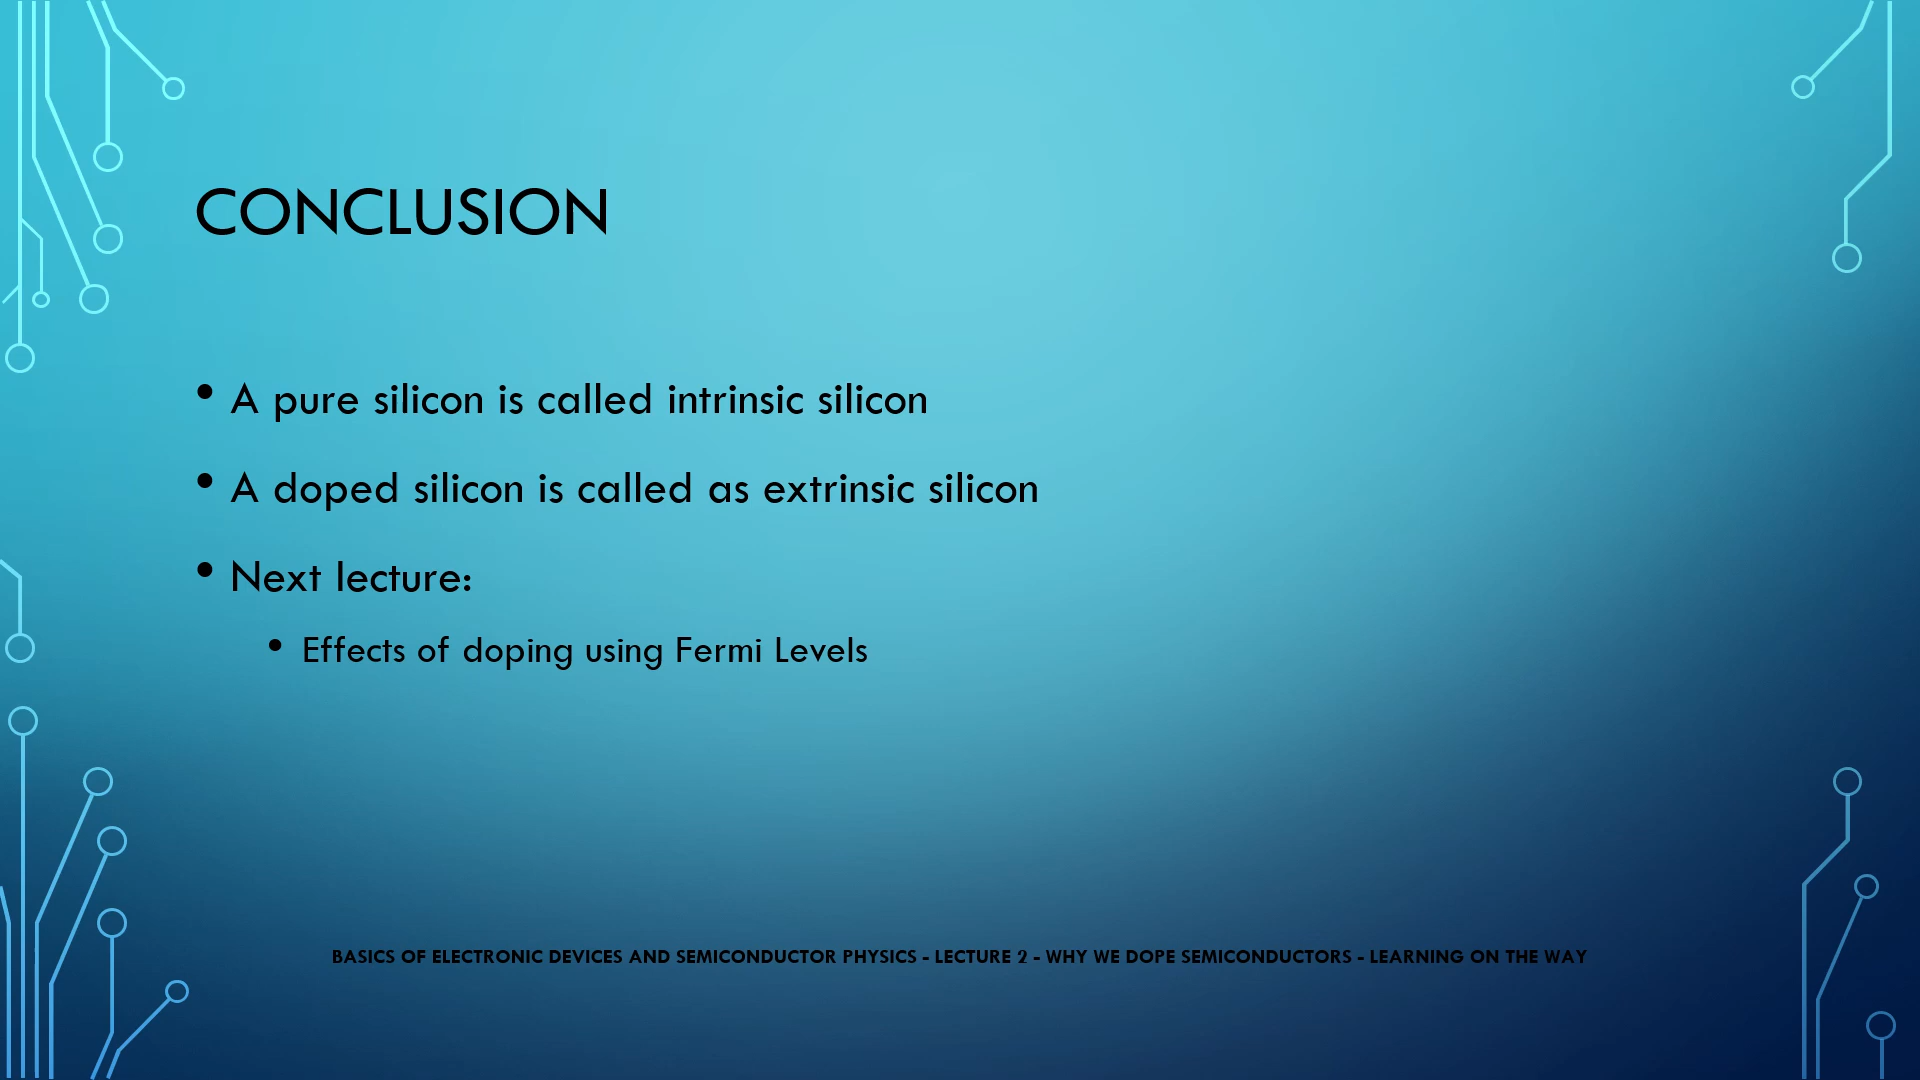 CONCLUSION
• A pure silicon is called intrinsic silicon
• A doped silicon is called as extrinsic silicon
• Next lecture:
• Effects of doping using Fermi Levels
BASICS OF ELECTRONIC DEVICES AND SEMICONDUCTOR PHYSICS - LECTURE 2 - WHY WE DOPE SEMICONDUCTORS - LEARNING ON THE WAY